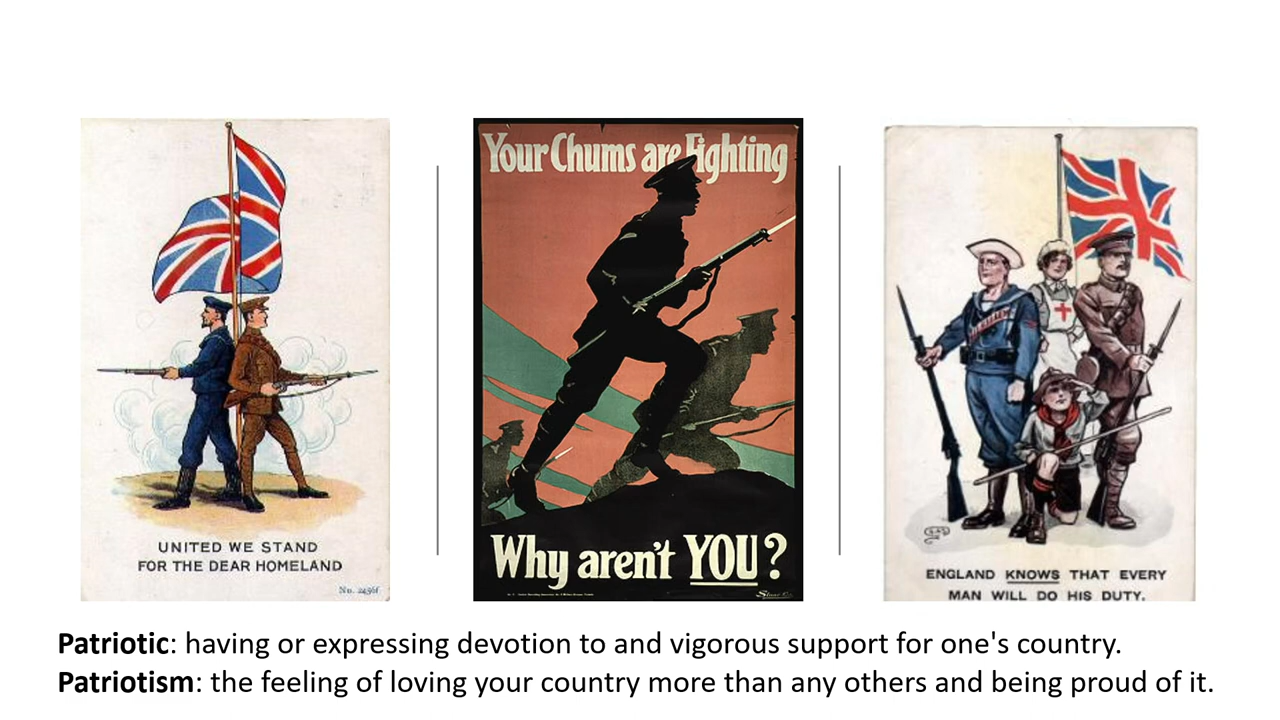 UNITED WE STAND
FOR THE DEAR HOMELAND
No. 2496f
Your Chums are Fighting
Why aren't YOU?
ENGLAND KNOWS THAT EVERY
MAN WILL DO HIS DUTY.
Patriotic: having or expressing devotion to and vigorous support for one's country.
Patriotism: the feeling of loving your country more than any others and being proud of it.